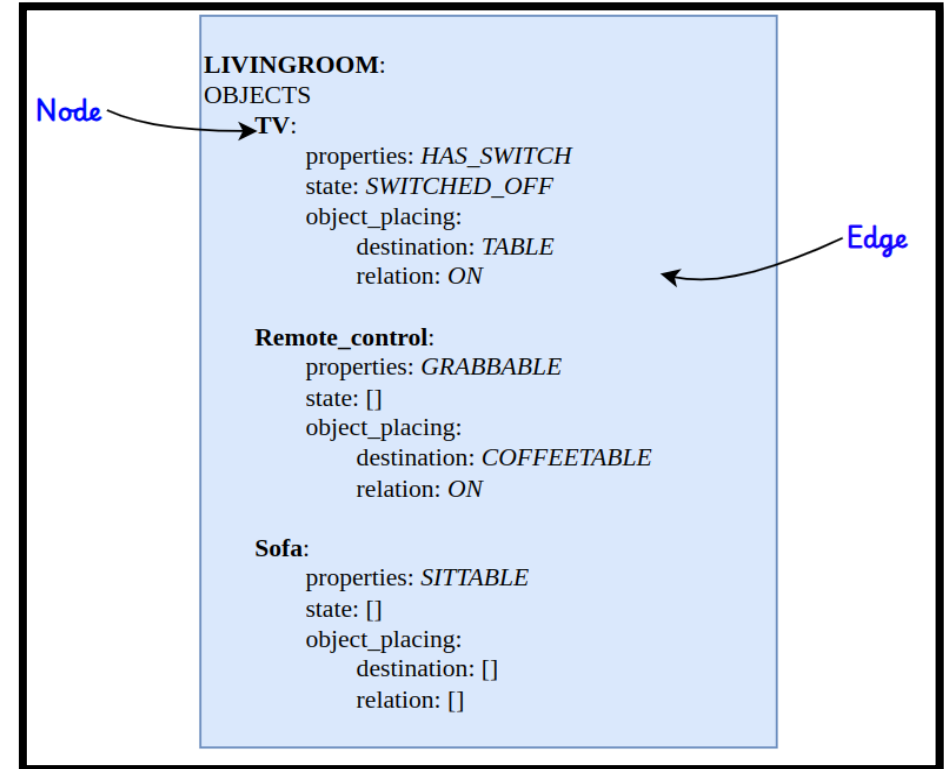 LIVINGROOM:
OBJECTS
Node
TV:
properties: HAS_SWITCH
state: SWITCHED_OFF
object_placing:
destination: TABLE
Edge
relation: ON
Remote_control:
properties: GRABBABLE
state: []
object_placing:
destination: COFFEETABLE
relation: ON
Sofa:
properties: SITTABLE
state: []
object_placing:
destination: []
relation: []